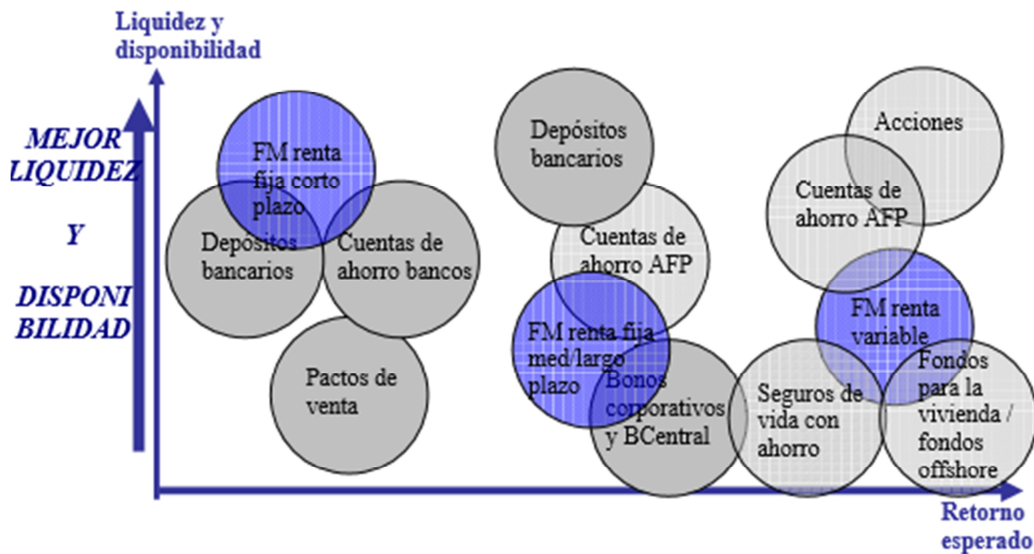 Liquidez y
disponibilidad
MEJOR
LIQUIDEZ
Y
DISPONI
BILIDAD
FM renta
fija corto
plazo
Depósitos
bancarios
Cuentas de
ahorro bancos
Pactos de
venta
Depósitos
bancarios
Cuentas de
ahorro AFP
FM renta fija
med/largo
plazo
Bonos
corporativos
y BCentral
Acciones
Cuentas de
ahorro AFP
FM renta
variable
Seguros de
vida con
ahorro
Fondos
para la
vivienda /
fondos
offshore
Retorno
esperado